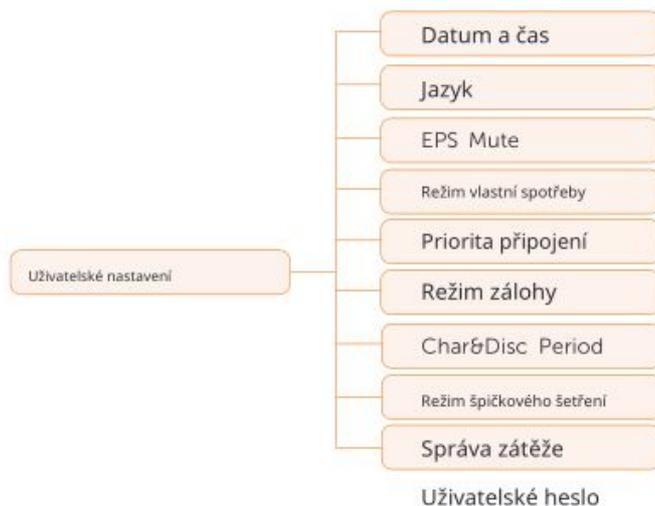 Datum a čas
Jazyk
EPS Mute
Režim vlastní spotřeby
Priorita připojení
Uživatelské nastavení
Režim zálohy
Char&Disc Period
Režim špičkového šetření
Správa zátěže
Uživatelské heslo